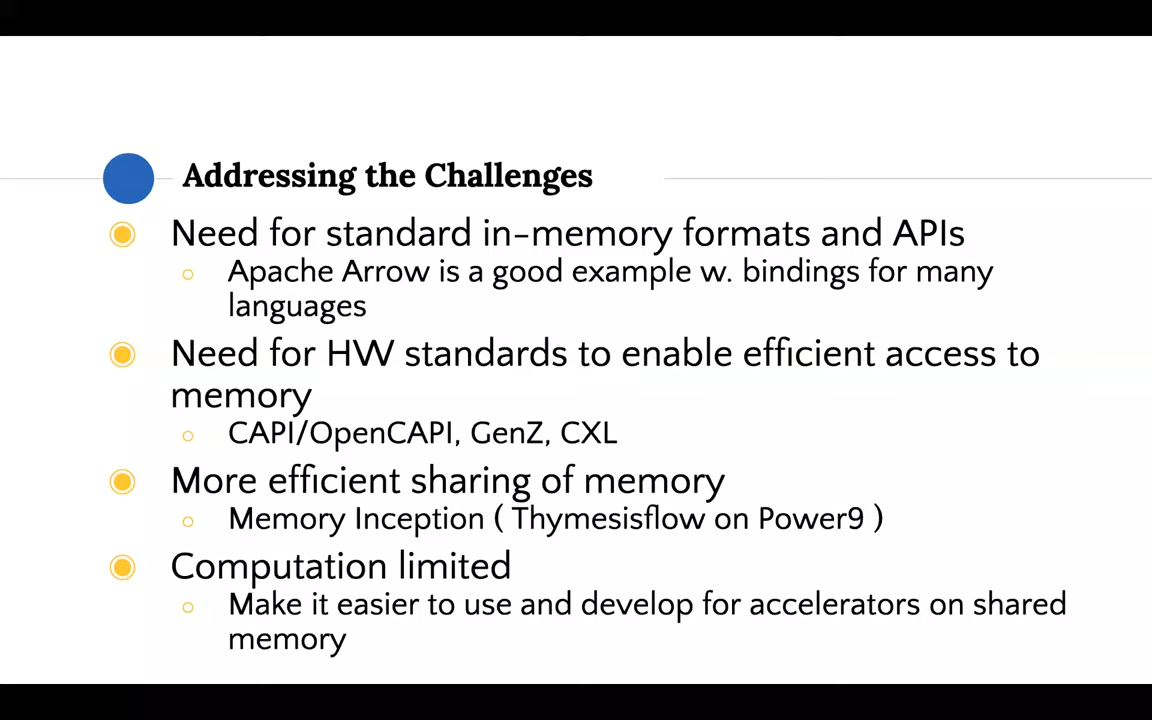 Addressing the Challenges
Need for standard in-memory formats and APIs
Apache Arrow is a good example w. bindings for many
languages
Need for HW standards to enable efficient access to
memory
CAPI/OpenCAPI, GenZ, CXL
More efficient sharing of memory
Memory Inception ( Thymesisflow on Power9 )
Computation limited
Make it easier to use and develop for accelerators on shared
memory